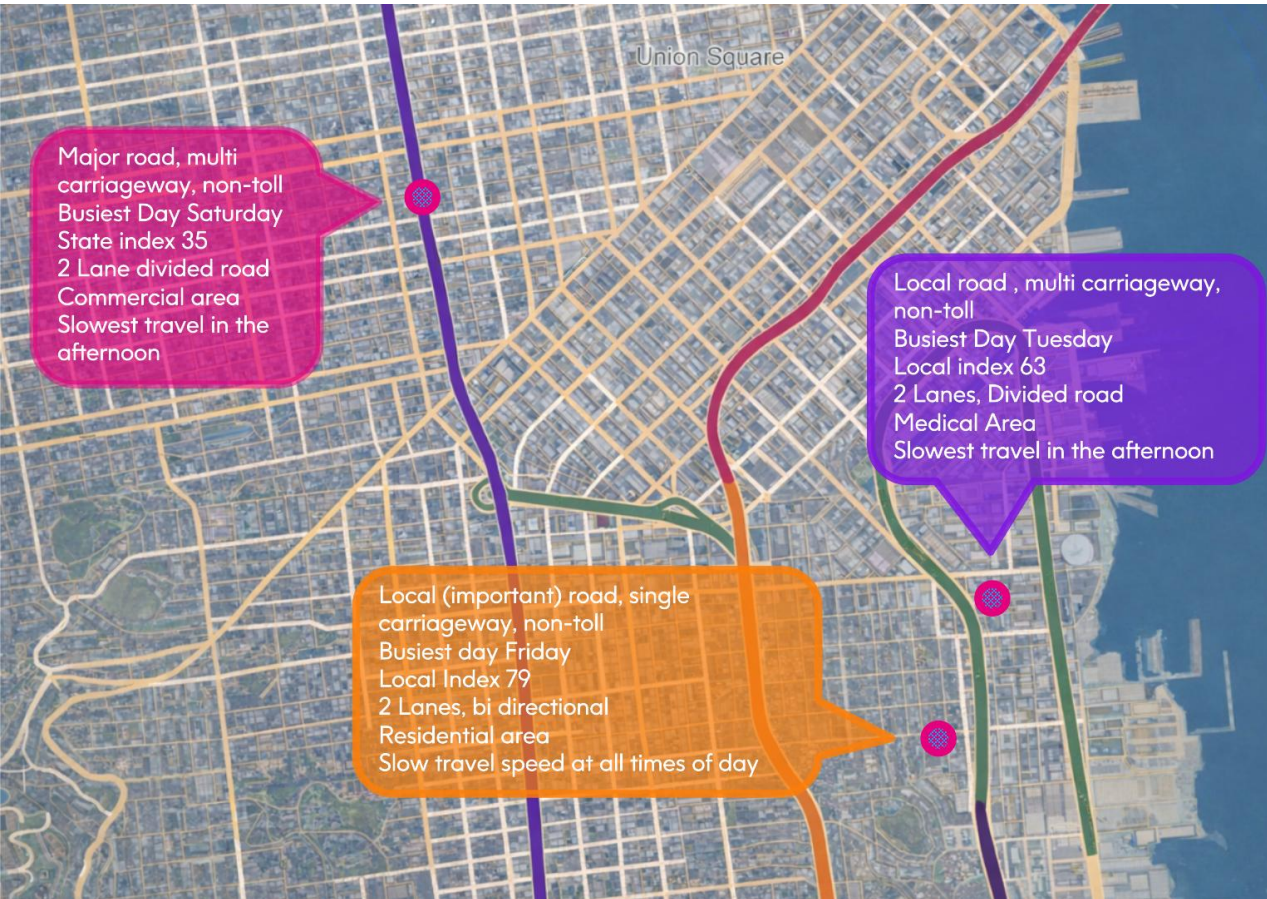 Union Square
Major road, multi
carriageway, non-toll
Busiest Day Saturday
State index 35
2 Lane divided road
Commercial area
Slowest travel in the
afternoon
Local road , multi carriageway,
non-toll
Busiest Day Tuesday
Local index 63
2 Lanes, Divided road
Medical Area
Slowest travel in the afternoon
Local (important) road, single
carriageway, non-toll
Busiest day Friday
Local Index 79
2 Lanes, bi directional
Residential area
Slow travel speed at all times of day